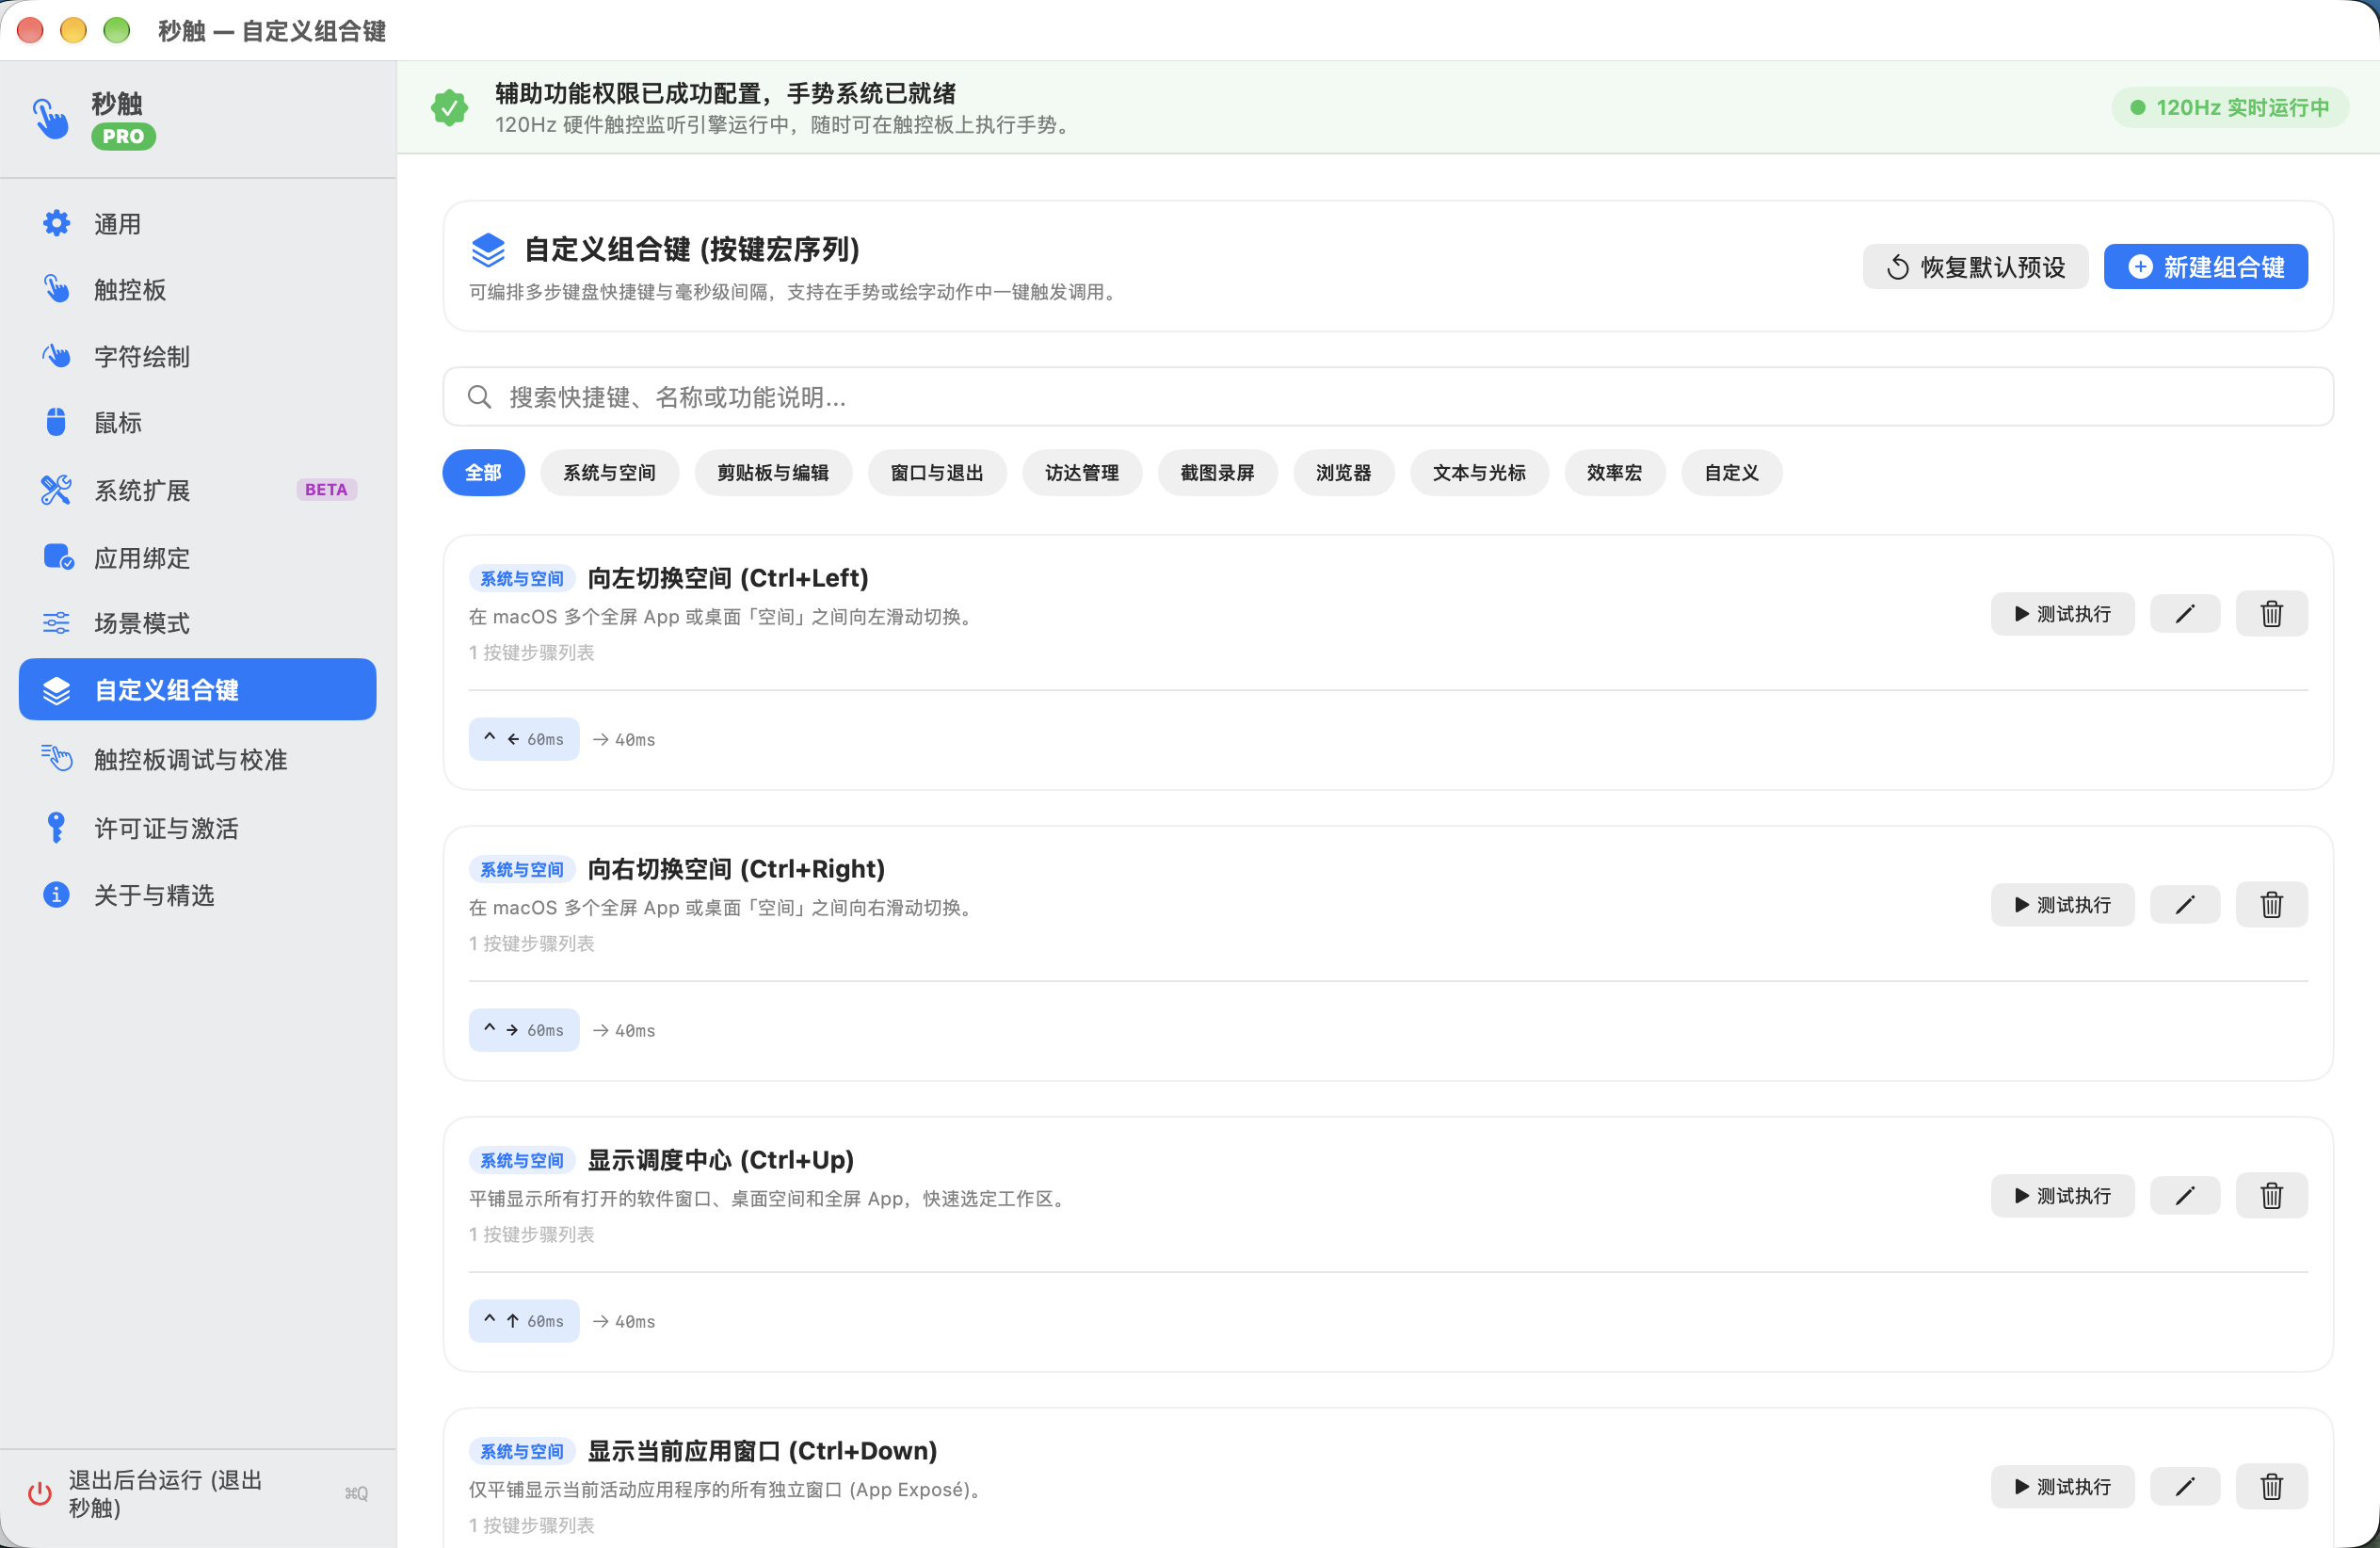 秒触 — 自定义组合键
秒触
PRO
通用
触控板
字符绘制
鼠标
系统扩展 BETA
应用绑定
场景模式
自定义组合键
触控板调试与校准
许可证与激活
关于与精选
退出后台运行 (退出
秒触)
⌘Q
辅助功能权限已成功配置，手势系统已就绪
120Hz 硬件触控监听引擎运行中，随时可在触控板上执行手势。
120Hz 实时运行中
自定义组合键 (按键宏序列)
可编排多步键盘快捷键与毫秒级间隔，支持在手势或绘字动作中一键触发调用。
恢复默认预设
新建组合键
搜索快捷键、名称或功能说明...
全部 系统与空间 剪贴板与编辑 窗口与退出 访达管理 截图录屏 浏览器 文本与光标 效率宏 自定义
系统与空间 向左切换空间 (Ctrl+Left)
在 macOS 多个全屏 App 或桌面「空间」之间向左滑动切换。
1 按键步骤列表
测试执行
^ ← 60ms → 40ms
系统与空间 向右切换空间 (Ctrl+Right)
在 macOS 多个全屏 App 或桌面「空间」之间向右滑动切换。
1 按键步骤列表
测试执行
^ → 60ms → 40ms
系统与空间 显示调度中心 (Ctrl+Up)
平铺显示所有打开的软件窗口、桌面空间和全屏 App，快速选定工作区。
1 按键步骤列表
测试执行
^ ↑ 60ms → 40ms
系统与空间 显示当前应用窗口 (Ctrl+Down)
仅平铺显示当前活动应用程序的所有独立窗口 (App Exposé)。
1 按键步骤列表
测试执行